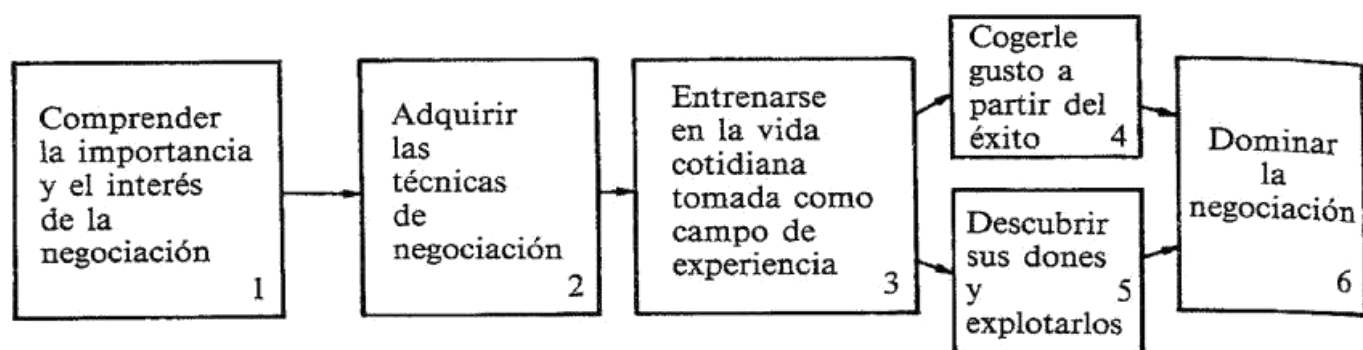 Comprender
la importancia
y el interés
de la
negociación
1
Adquirir
las
técnicas
de
negociación
2
Entrenarse
en la vida
cotidiana
tomada como
campo de
experiencia
3
Cogerle
gusto a
partir del
éxito
4
Descubrir
sus dones
y
explotarlos
5
Dominar
la
negociación
6